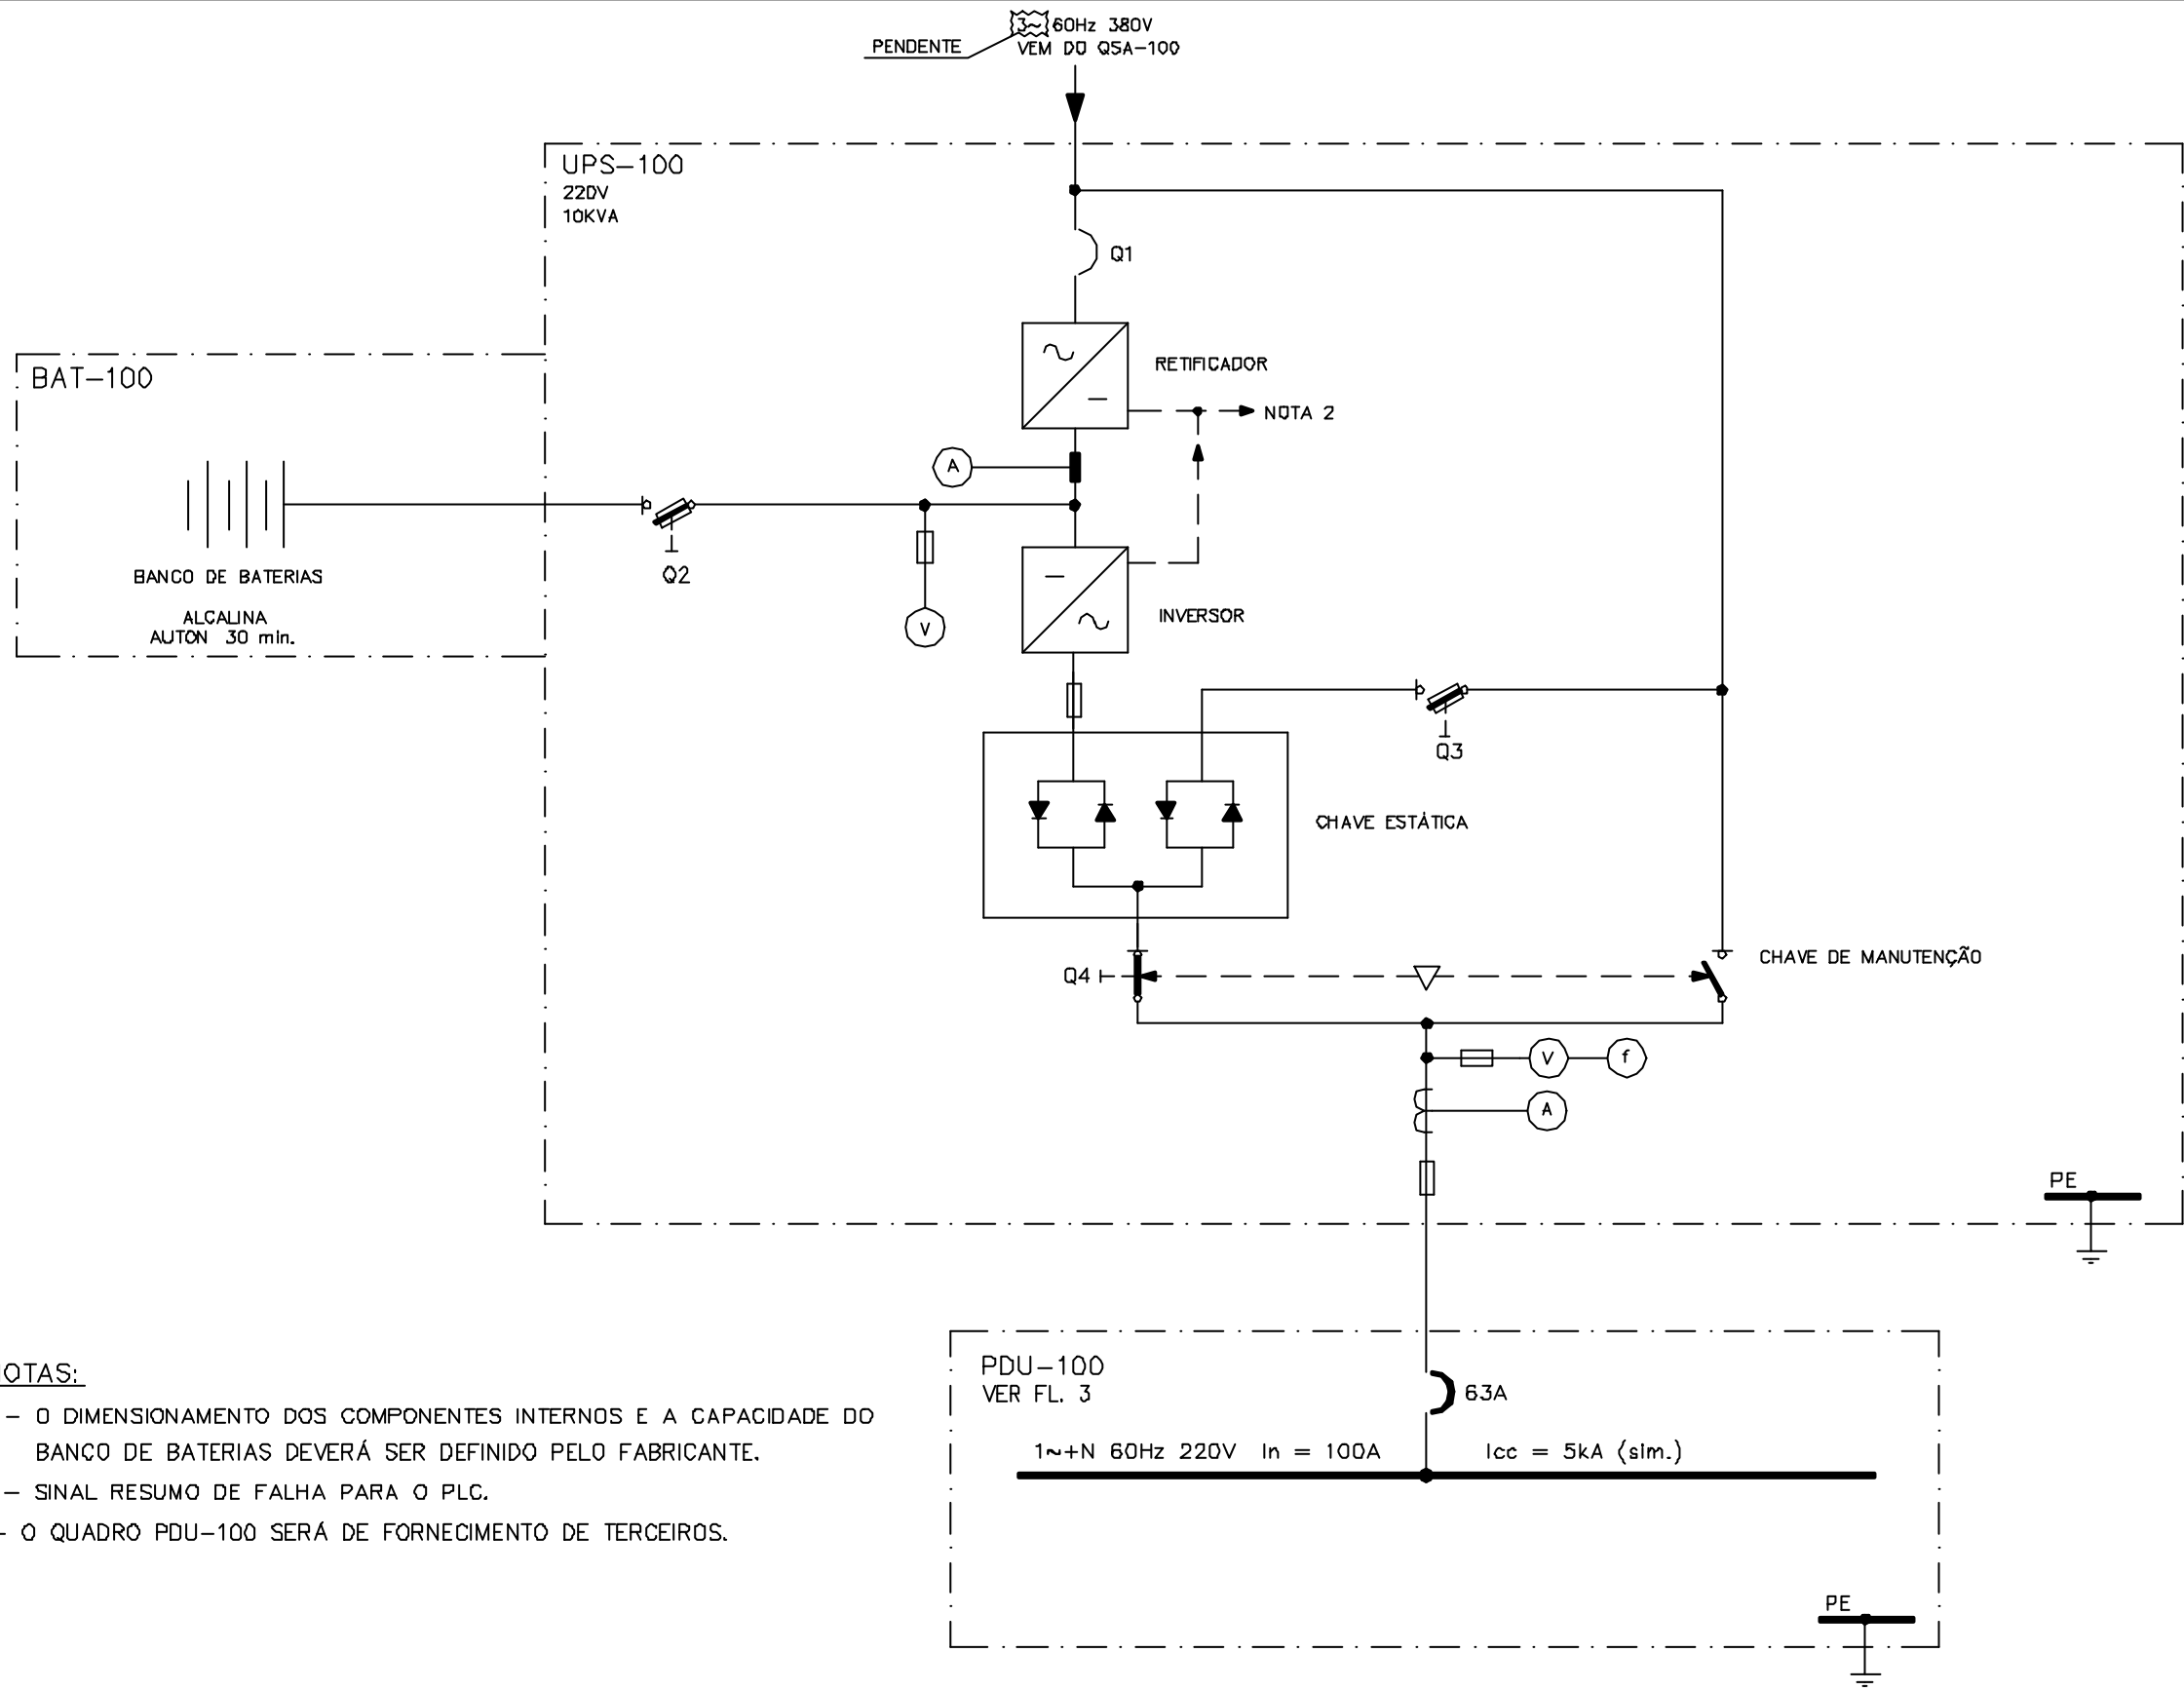 3~ 60Hz 380V
PENDENTE
VEM DO QSA-100
UPS-100
220V
10KVA
Q1
RETIFICADOR
BAT-100
NOTA 2
A
BANCO DE BATERIAS
Q2
ALCALINA
AUTON 30 min.
V
INVERSOR
Q3
CHAVE ESTÁTICA
CHAVE DE MANUTENÇÃO
Q4
V
f
A
PE
PDU-100
VER FL. 3
63A
1~+N 60Hz 220V In = 100A Icc = 5kA (sim.)
PE
OTAS:
- O DIMENSIONAMENTO DOS COMPONENTES INTERNOS E A CAPACIDADE DO
BANCO DE BATERIAS DEVERÁ SER DEFINIDO PELO FABRICANTE.
- SINAL RESUMO DE FALHA PARA O PLC.
- O QUADRO PDU-100 SERÁ DE FORNECIMENTO DE TERCEIROS.